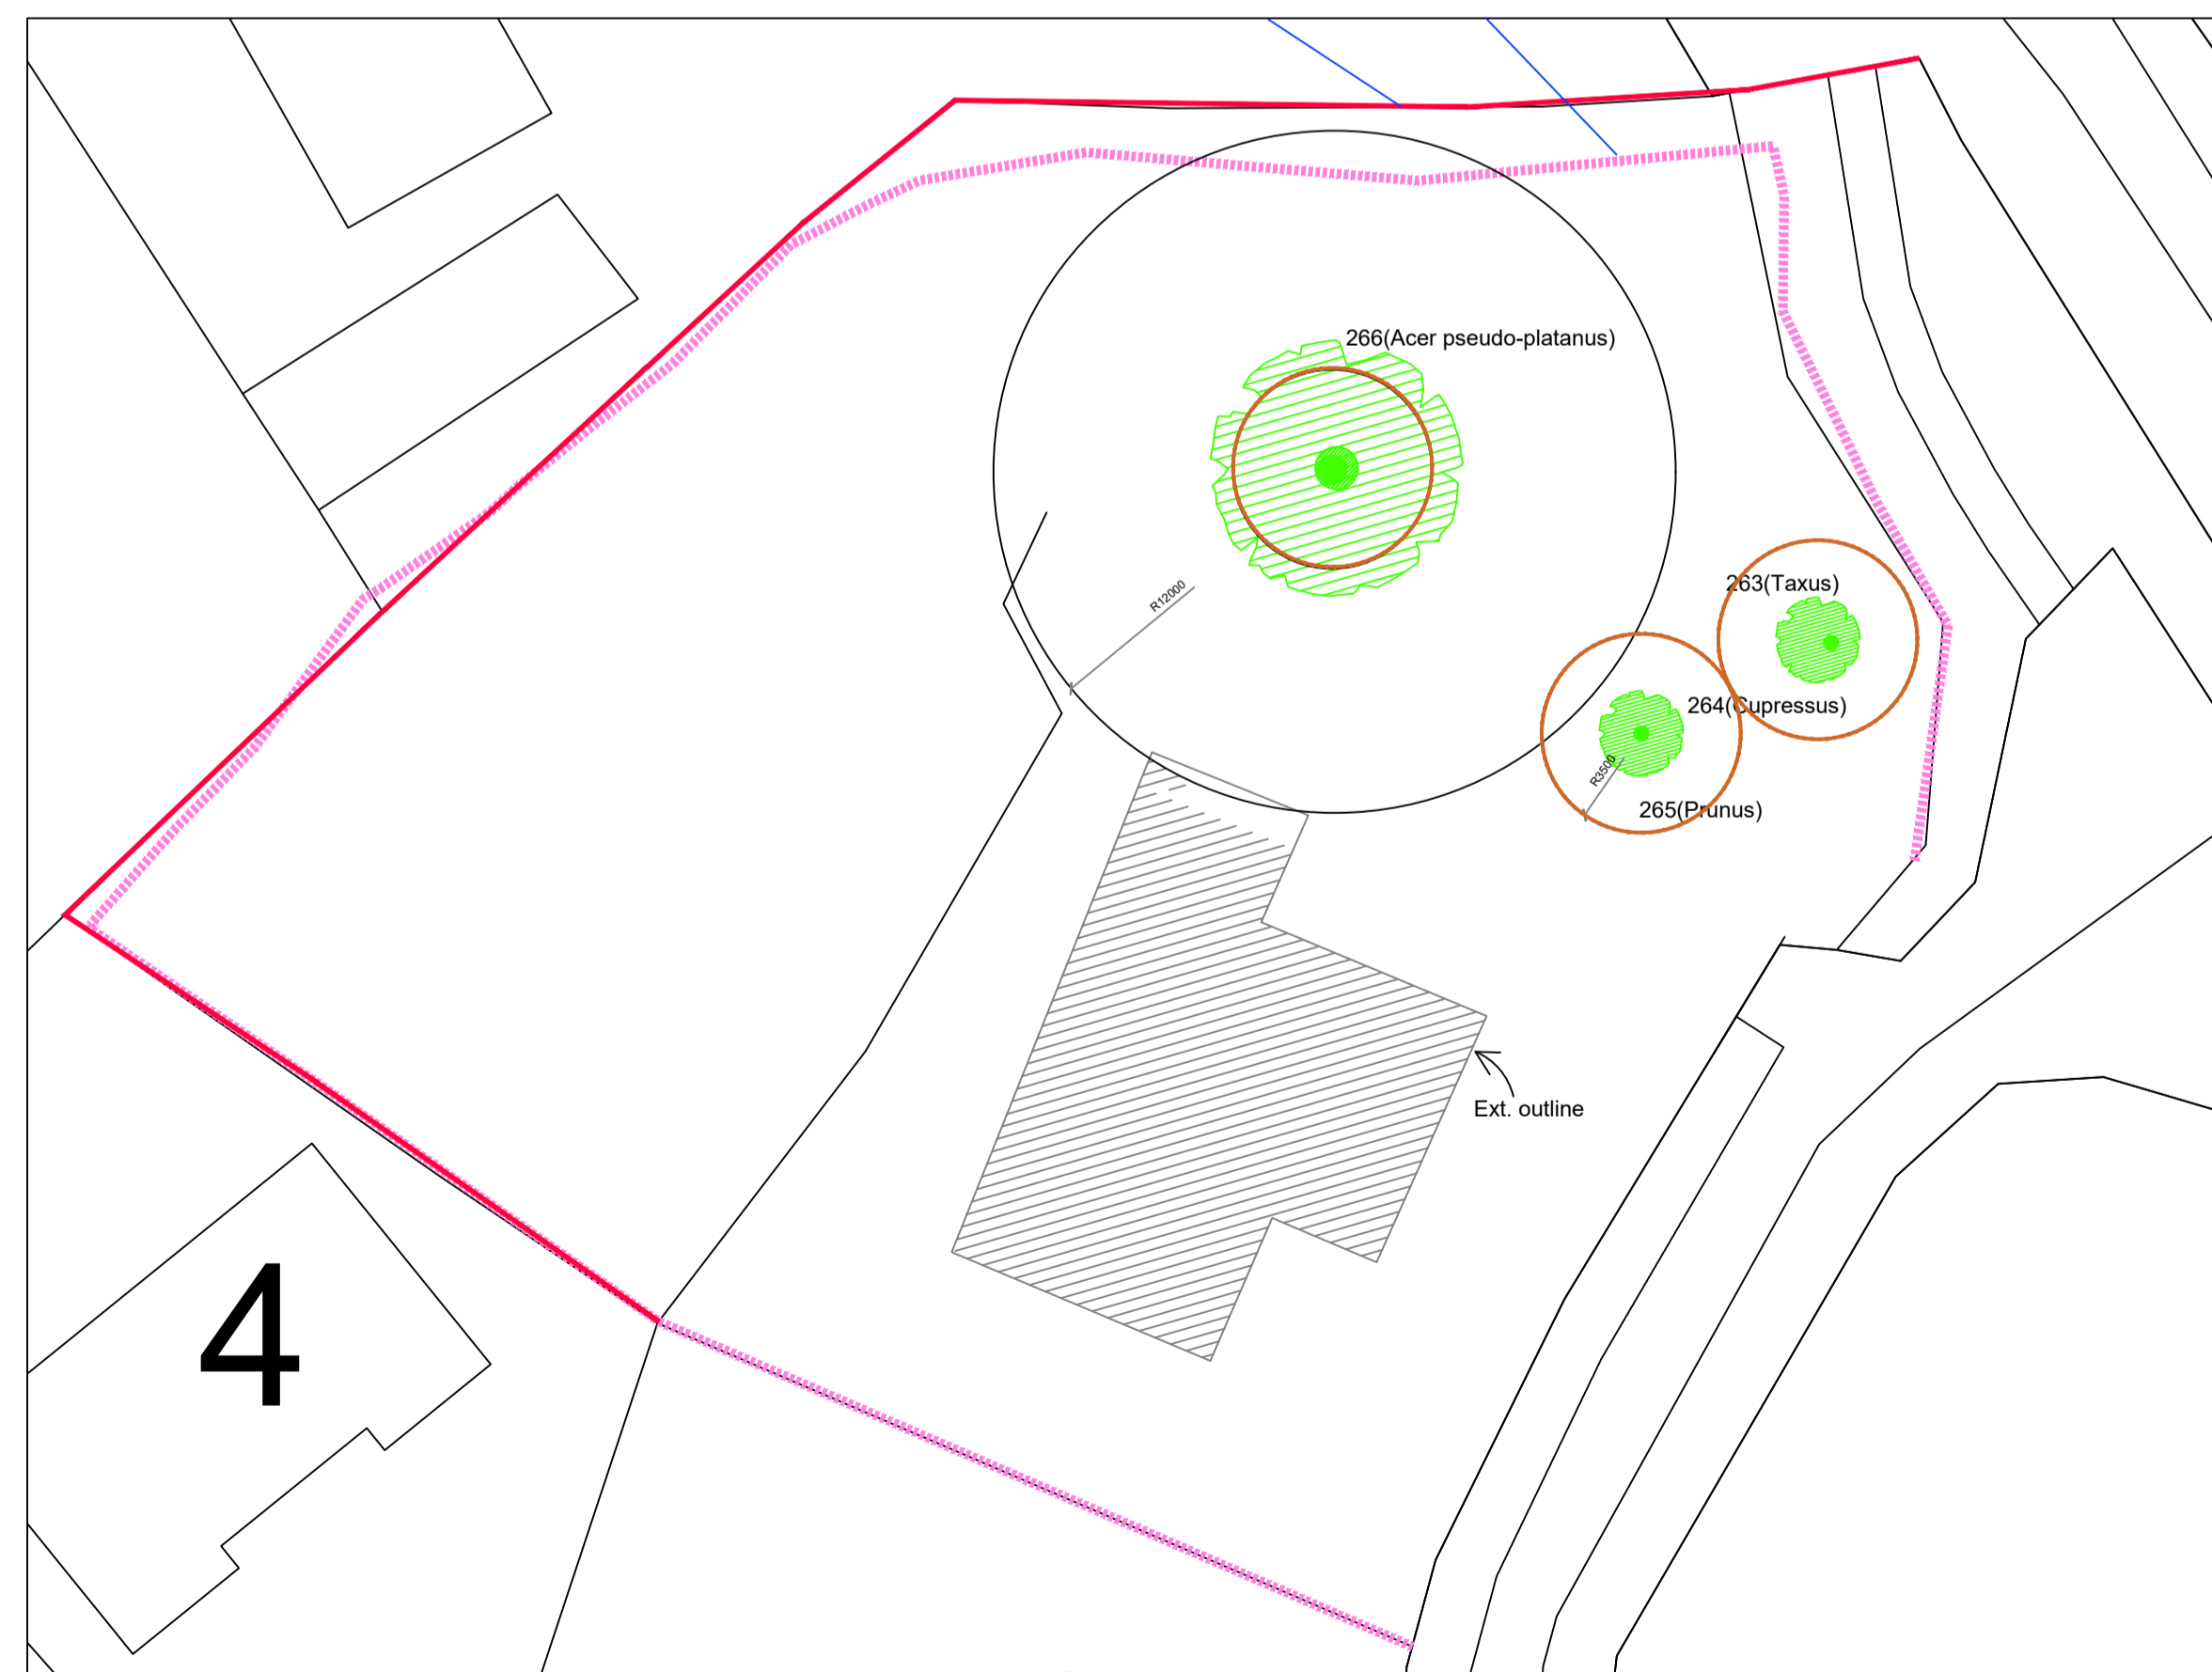 266(Acer pseudo-platanus)
263(Taxus)
R12000
264(Cupressus)
R3500
265(Prunus)
Ext. outline
4